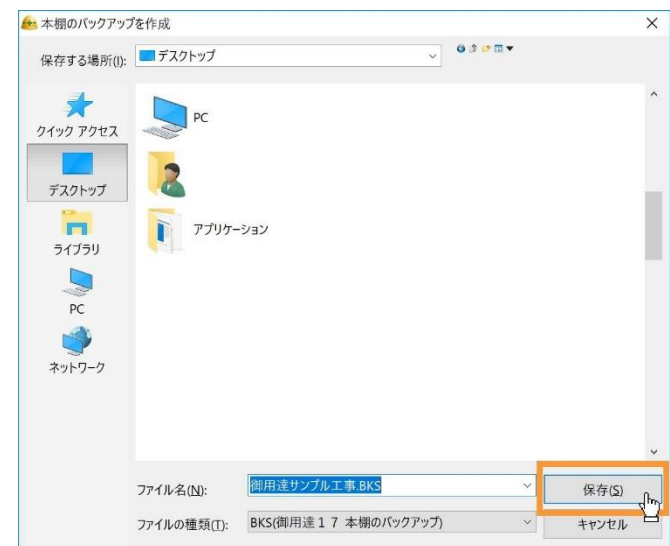 本棚のバックアップを作成
保存する場所(I):
デスクトップ
クイック アクセス
デスクトップ
ライブラリ
PC
ネットワーク
PC
アプリケーション
ファイル名(N):
御用達サンプル工事.BKS
保存(S)
ファイルの種類(T):
BKS(御用達17 本棚のバックアップ)
キャンセル